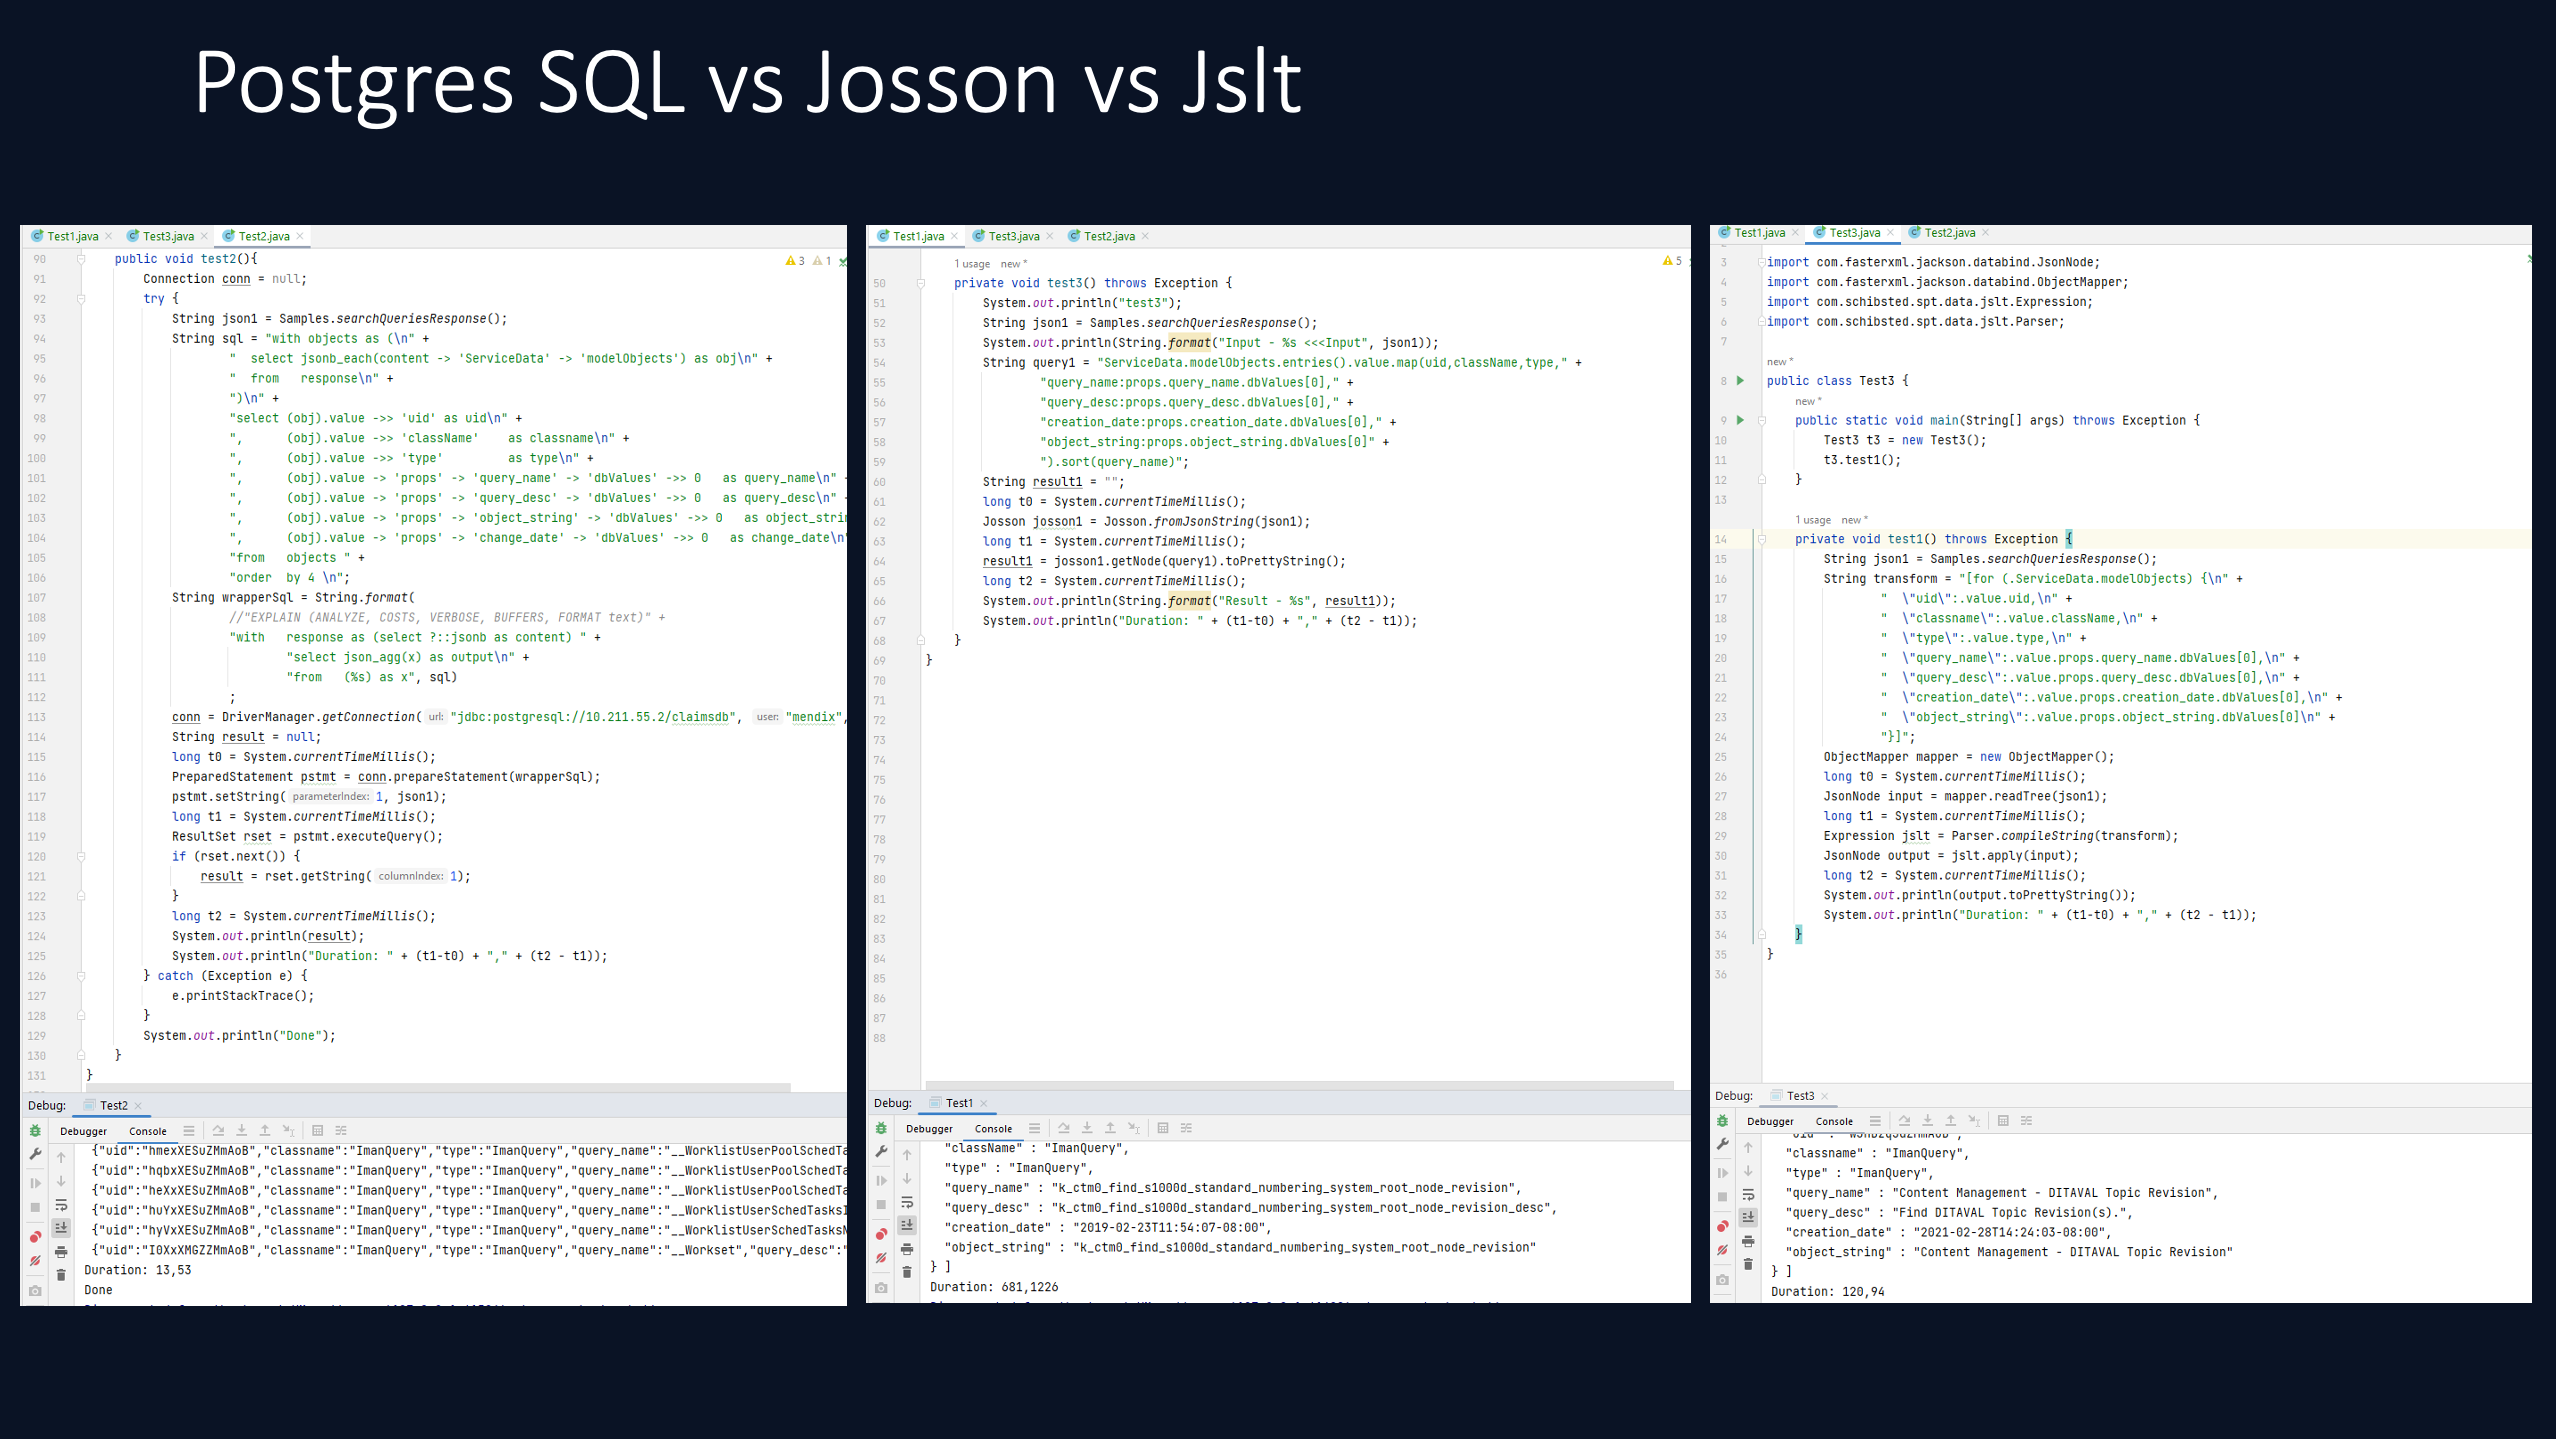 Postgres SQL vs Josson vs Jslt
Test1.java
Test3.java
Test2.java
3
1
90 public void test2(){
91 Connection conn = null;
92 try {
93 String json1 = Samples.searchQueriesResponse();
94 String sql = "with objects as (\n" +
95 "  select jsonb_each(content -> 'ServiceData' -> 'modelObjects') as obj\n" +
96 "  from   response\n" +
97 ")\n" +
98 "select (obj).value ->> 'uid' as uid\n" +
99 ",      (obj).value ->> 'className'    as classname\n" +
100 ",      (obj).value ->> 'type'         as type\n" +
101 ",      (obj).value -> 'props' -> 'query_name' -> 'dbValues' ->> 0   as query_name\n"
102 ",      (obj).value -> 'props' -> 'query_desc' -> 'dbValues' ->> 0   as query_desc\n"
103 ",      (obj).value -> 'props' -> 'object_string' -> 'dbValues' ->> 0   as object_strin
104 ",      (obj).value -> 'props' -> 'change_date' -> 'dbValues' ->> 0   as change_date\n"
105 "from   objects " +
106 "order  by 4 \n";
107 String wrapperSql = String.format(
108 //"EXPLAIN (ANALYZE, COSTS, VERBOSE, BUFFERS, FORMAT text)" +
109 "with   response as (select ?::jsonb as content) " +
110 "select json_agg(x) as output\n" +
111 "from   (%s) as x", sql)
112 ;
113 conn = DriverManager.getConnection( url: "jdbc:postgresql://10.211.55.2/claimsdb", user: "mendix",
114 String result = null;
115 long t0 = System.currentTimeMillis();
116 PreparedStatement pstmt = conn.prepareStatement(wrapperSql);
117 pstmt.setString( parameterIndex: 1, json1);
118 long t1 = System.currentTimeMillis();
119 ResultSet rset = pstmt.executeQuery();
120 if (rset.next()) {
121 result = rset.getString( columnIndex: 1);
122 }
123 long t2 = System.currentTimeMillis();
124 System.out.println(result);
125 System.out.println("Duration: " + (t1-t0) + "," + (t2 - t1));
126 } catch (Exception e) {
127 e.printStackTrace();
128 }
129 System.out.println("Done");
130 }
131 }
Debug: Test2
Debugger Console
{"uid":"hmexXESuZMmAoB","classname":"ImanQuery","type":"ImanQuery","query_name":"__WorklistUserPoolSchedTa
{"uid":"hqbxXESuZMmAoB","classname":"ImanQuery","type":"ImanQuery","query_name":"__WorklistUserPoolSchedTa
{"uid":"heXxXESuZMmAoB","classname":"ImanQuery","type":"ImanQuery","query_name":"__WorklistUserPoolSchedTa
{"uid":"huYxXESuZMmAoB","classname":"ImanQuery","type":"ImanQuery","query_name":"__WorklistUserSchedTasksI
{"uid":"hyVxXESuZMmAoB","classname":"ImanQuery","type":"ImanQuery","query_name":"__WorklistUserSchedTasksN
{"uid":"I0XxXMGZZMmAoB","classname":"ImanQuery","type":"ImanQuery","query_name":"__Workset","query_desc":"
Duration: 13,53
Done
Test1.java
Test3.java
Test2.java
5
1 usage new *
50 private void test3() throws Exception {
51 System.out.println("test3");
52 String json1 = Samples.searchQueriesResponse();
53 System.out.println(String.format("Input - %s <<<Input", json1));
54 String query1 = "ServiceData.modelObjects.entries().value.map(uid,className,type," +
55 "query_name:props.query_name.dbValues[0]," +
56 "query_desc:props.query_desc.dbValues[0]," +
57 "creation_date:props.creation_date.dbValues[0]," +
58 "object_string:props.object_string.dbValues[0]" +
59 ").sort(query_name)";
60 String result1 = "";
61 long t0 = System.currentTimeMillis();
62 Josson josson1 = Josson.fromJsonString(json1);
63 long t1 = System.currentTimeMillis();
64 result1 = josson1.getNode(query1).toPrettyString();
65 long t2 = System.currentTimeMillis();
66 System.out.println(String.format("Result - %s", result1));
67 System.out.println("Duration: " + (t1-t0) + "," + (t2 - t1));
68 }
69 }
70
71
72
73
74
75
76
77
78
79
80
81
82
83
84
85
86
87
88
Debug: Test1
Debugger Console
"className" : "ImanQuery",
"type" : "ImanQuery",
"query_name" : "k_ctm0_find_s1000d_standard_numbering_system_root_node_revision",
"query_desc" : "k_ctm0_find_s1000d_standard_numbering_system_root_node_revision_desc",
"creation_date" : "2019-02-23T11:54:07-08:00",
"object_string" : "k_ctm0_find_s1000d_standard_numbering_system_root_node_revision"
} ]
Duration: 681,1226
Test1.java
Test3.java
Test2.java
3 import com.fasterxml.jackson.databind.JsonNode;
4 import com.fasterxml.jackson.databind.ObjectMapper;
5 import com.schibsted.spt.data.jslt.Expression;
6 import com.schibsted.spt.data.jslt.Parser;
7
new *
8 public class Test3 {
new *
9 public static void main(String[] args) throws Exception {
10 Test3 t3 = new Test3();
11 t3.test1();
12 }
13
1 usage new *
14 private void test1() throws Exception {
15 String json1 = Samples.searchQueriesResponse();
16 String transform = "[for (.ServiceData.modelObjects) {\n" +
17 "  \"uid\":.value.uid,\n" +
18 "  \"classname\":.value.className,\n" +
19 "  \"type\":.value.type,\n" +
20 "  \"query_name\":.value.props.query_name.dbValues[0],\n" +
21 "  \"query_desc\":.value.props.query_desc.dbValues[0],\n" +
22 "  \"creation_date\":.value.props.creation_date.dbValues[0],\n" +
23 "  \"object_string\":.value.props.object_string.dbValues[0]\n" +
24 "}]";
25 ObjectMapper mapper = new ObjectMapper();
26 long t0 = System.currentTimeMillis();
27 JsonNode input = mapper.readTree(json1);
28 long t1 = System.currentTimeMillis();
29 Expression jslt = Parser.compileString(transform);
30 JsonNode output = jslt.apply(input);
31 long t2 = System.currentTimeMillis();
32 System.out.println(output.toPrettyString());
33 System.out.println("Duration: " + (t1-t0) + "," + (t2 - t1));
34 }
35 }
36
Debug: Test3
Debugger Console
"classname" : "ImanQuery",
"type" : "ImanQuery",
"query_name" : "Content Management - DITAVAL Topic Revision",
"query_desc" : "Find DITAVAL Topic Revision(s).",
"creation_date" : "2021-02-28T14:24:03-08:00",
"object_string" : "Content Management - DITAVAL Topic Revision"
} ]
Duration: 120,94